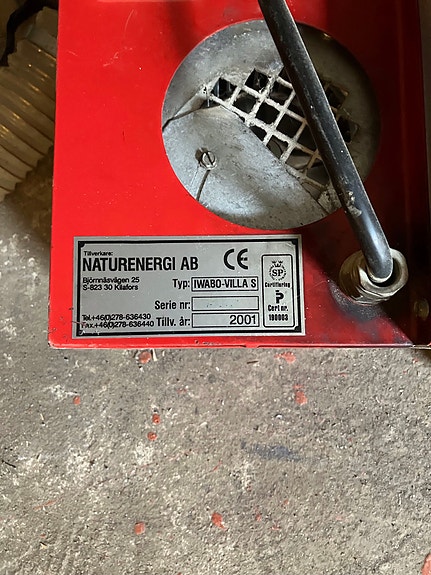 Tillverkare:
NATURENERGI AB
Björnnäsvägen 25
S-823 30 Kilafors
Typ: IWABO-VILLA S
Serie nr:
Tel.+46(0)278-636430
Fax.+46(0)278-636440
Tillv. år: 2001
CE
SP
Certifiering
P
Cert nr.
100003